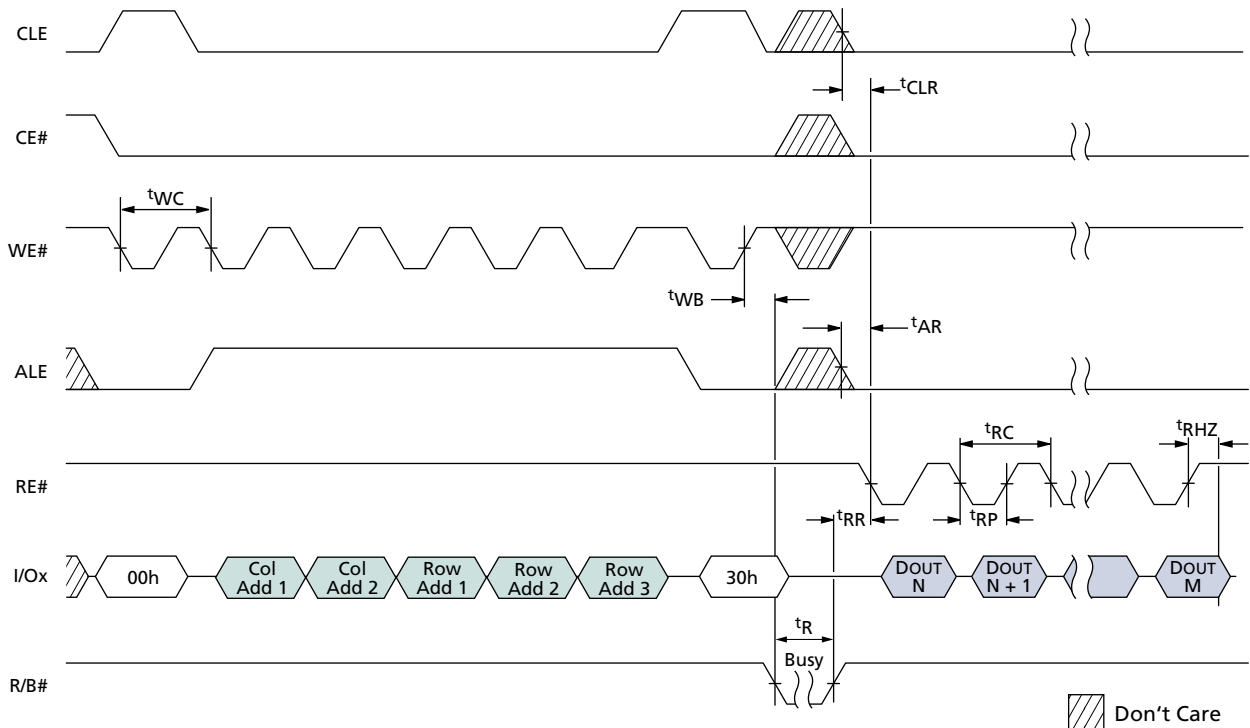 CLE
tCLR
CE#
tWC
WE#
tWB
tAR
ALE
tRC
tRHZ
RE#
tRR
tRP
I/Ox
00h
Col
Add 1
Col
Add 2
Row
Add 1
Row
Add 2
Row
Add 3
30h
DOUT
N
DOUT
N + 1
DOUT
M
tR
Busy
R/B#
Don't Care